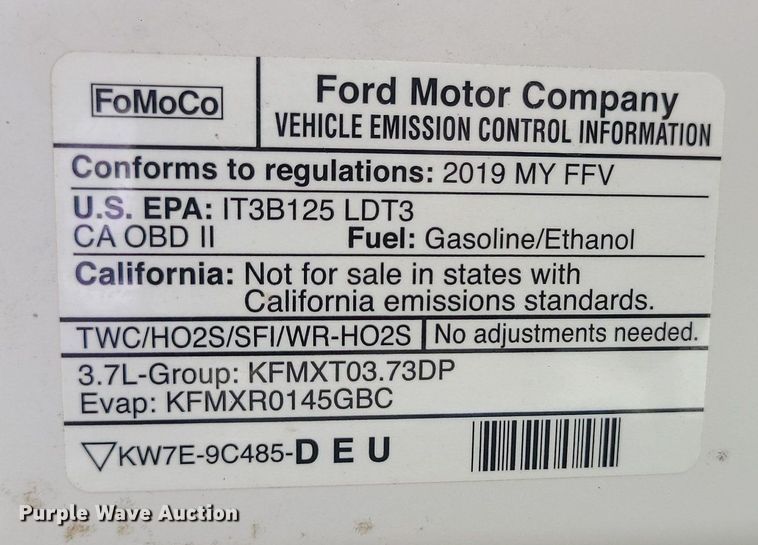 FoMoCo
Ford Motor Company
VEHICLE EMISSION CONTROL INFORMATION
Conforms to regulations: 2019 MY FFV
U.S. EPA: IT3B125 LDT3
CA OBD II Fuel: Gasoline/Ethanol
California: Not for sale in states with
California emissions standards.
TWC/HO2S/SFI/WR-HO2S No adjustments needed.
3.7L-Group: KFMXT03.73DP
Evap: KFMXR0145GBC
KW7E-9C485-DEU
Purple Wave Auction